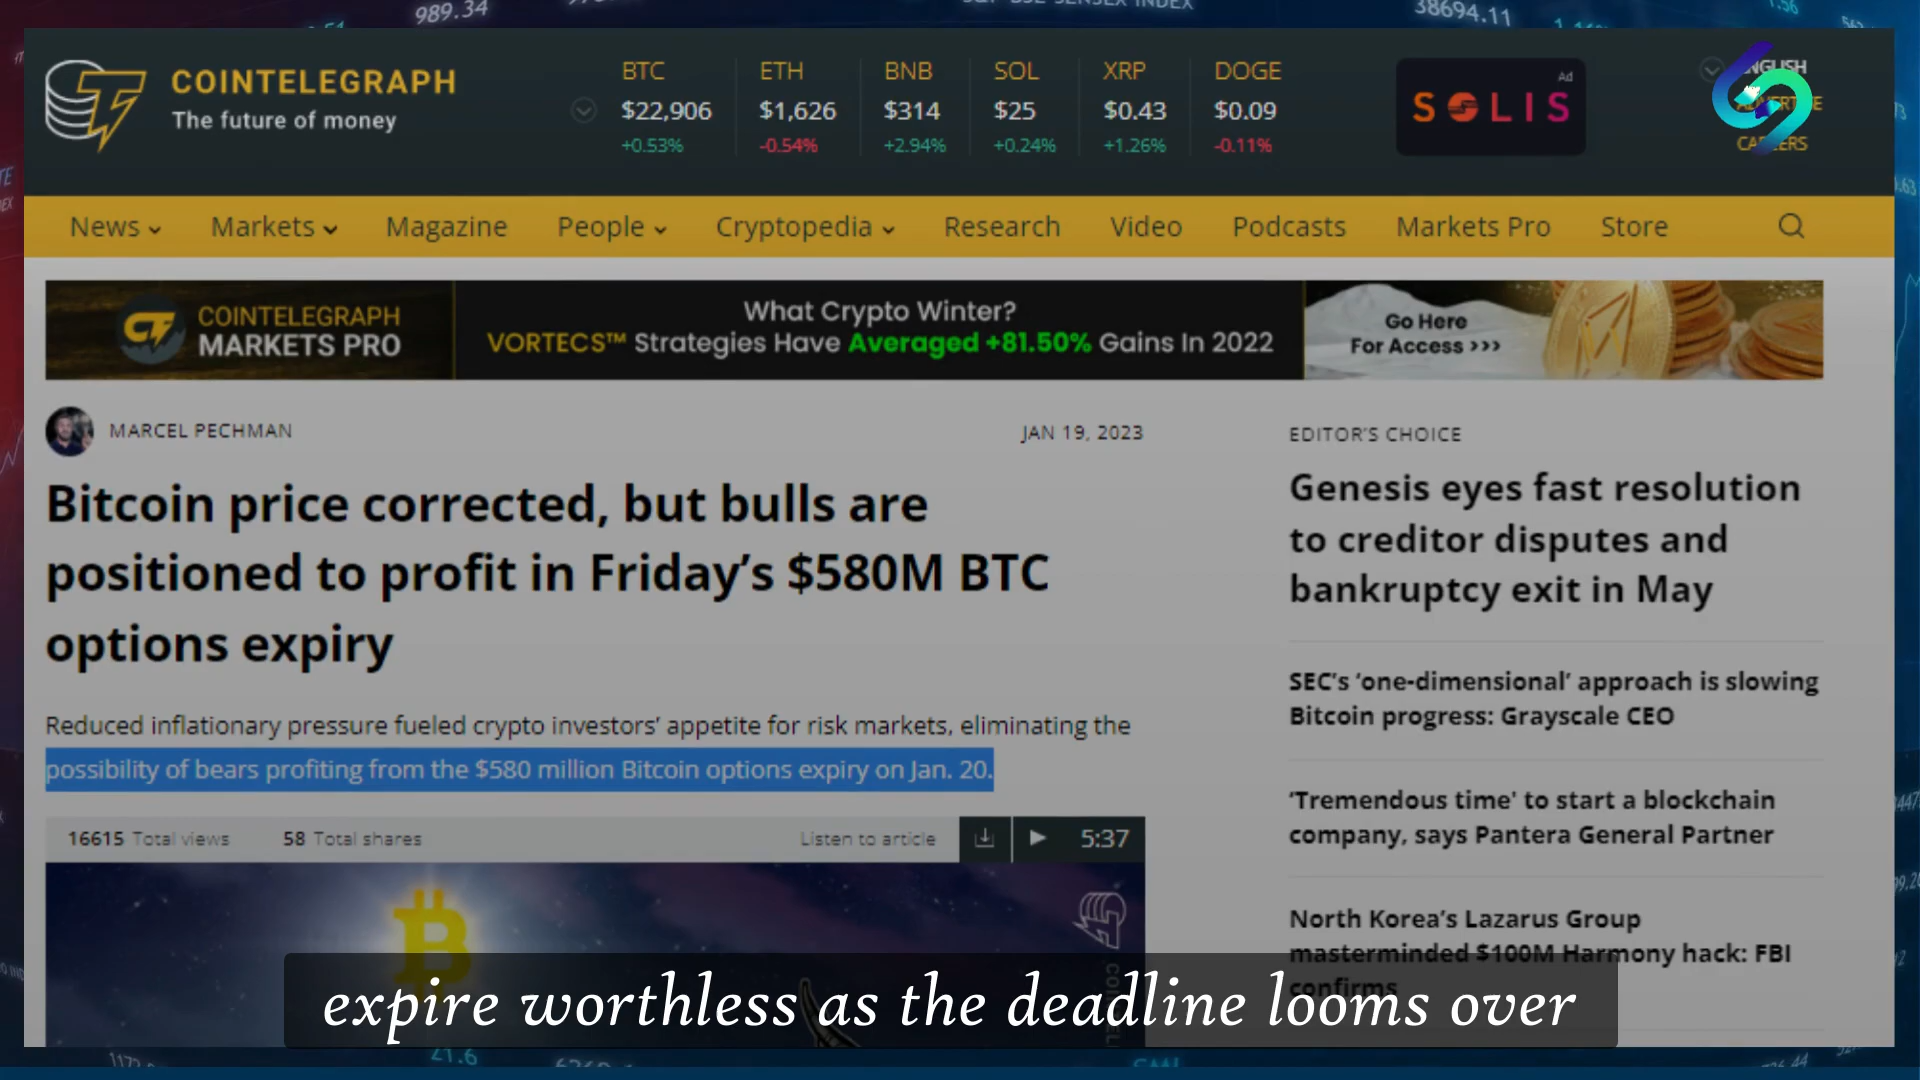 989.34
38694.11
COINTELEGRAPH
The future of money
BTC ETH BNB SOL XRP DOGE
$22,906 $1,626 $314 $25 $0.43 $0.09
+0.53% -0.54% +2.94% +0.24% +1.26% -0.11%
Ad
SOLIS
News Markets Magazine People Cryptopedia Research Video Podcasts Markets Pro Store
COINTELEGRAPH
MARKETS PRO
What Crypto Winter?
VORTECS™ Strategies Have Averaged +81.50% Gains In 2022
Go Here
For Access >>>
MARCEL PECHMAN
JAN 19, 2023
Bitcoin price corrected, but bulls are
positioned to profit in Friday’s $580M BTC
options expiry
Reduced inflationary pressure fueled crypto investors’ appetite for risk markets, eliminating the
possibility of bears profiting from the $580 million Bitcoin options expiry on Jan. 20.
16615 Total views 58 Total shares
Listen to article
5:37
EDITOR’S CHOICE
Genesis eyes fast resolution
to creditor disputes and
bankruptcy exit in May
SEC’s ‘one-dimensional’ approach is slowing
Bitcoin progress: Grayscale CEO
‘Tremendous time' to start a blockchain
company, says Pantera General Partner
North Korea’s Lazarus Group
masterminded $100M Harmony hack: FBI
confirms
expire worthless as the deadline looms over
21.6